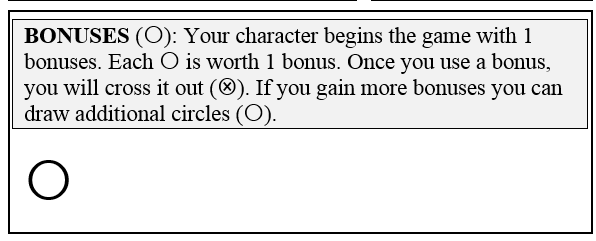 BONUSES (○): Your character begins the game with 1
bonuses. Each ○ is worth 1 bonus. Once you use a bonus,
you will cross it out (⊗). If you gain more bonuses you can
draw additional circles (○).